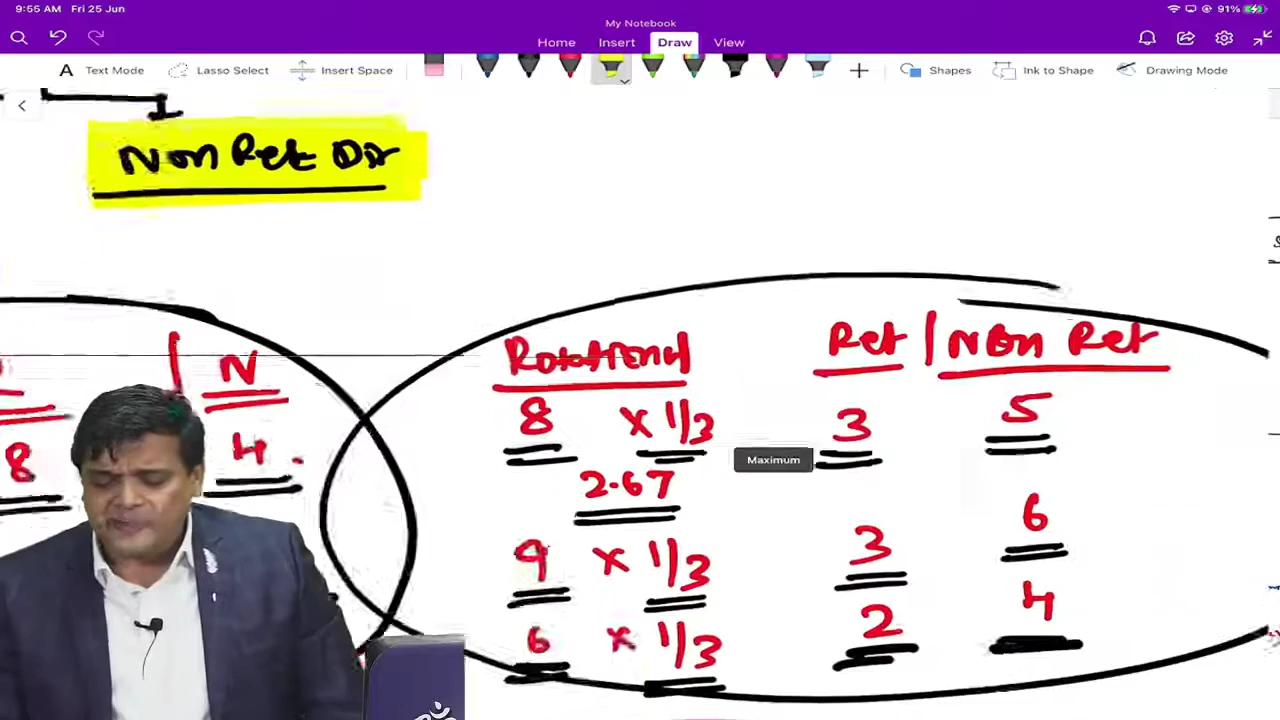 9:55 AM Fri 25 Jun
91%
My Notebook
Home Insert Draw View
A Text Mode Lasso Select Insert Space Shapes Ink to Shape Drawing Mode
Non Ret Dir
N
8 4.
Rotational Ret | Non Ret
8 x 1/3 3 5
Maximum
2.67
9 x 1/3 3 6
6 x 1/3 2 4